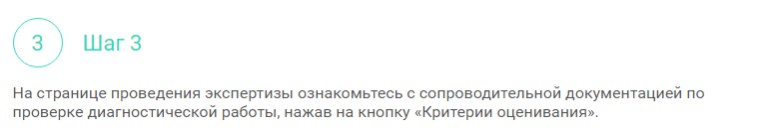 3 Шаг 3
На странице проведения экспертизы ознакомьтесь с сопроводительной документацией по
проверке диагностической работы, нажав на кнопку «Критерии оценивания».